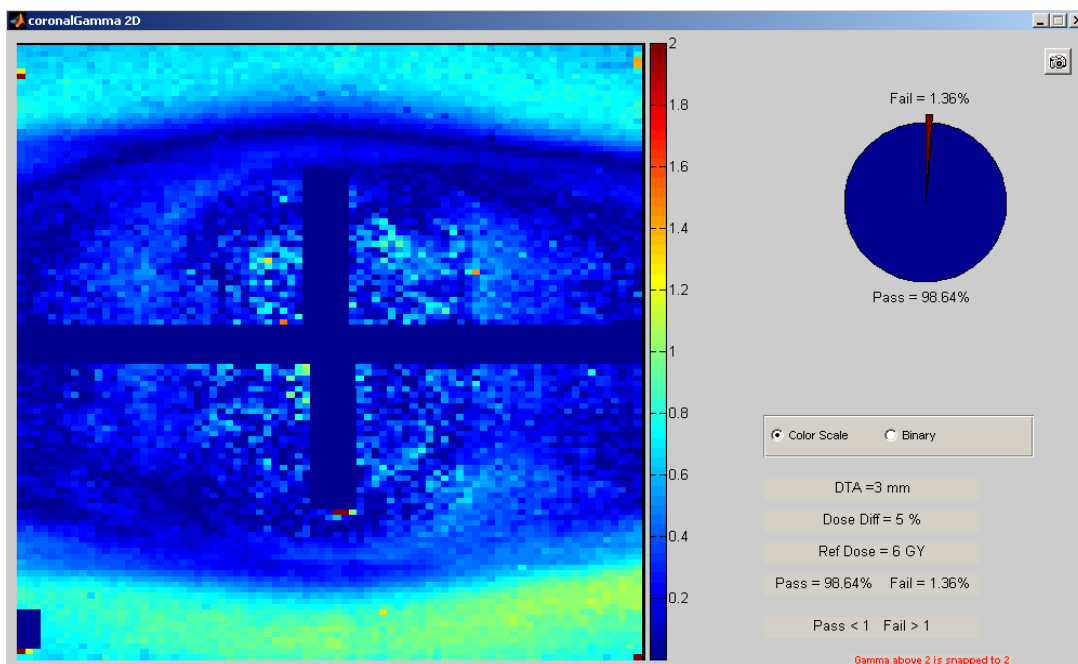 coronalGamma 2D
2
1.8
1.6
1.4
1.2
1
0.8
0.6
0.4
0.2
Fail = 1.36%
Pass = 98.64%
Color Scale Binary
DTA =3 mm
Dose Diff = 5 %
Ref Dose = 6 GY
Pass = 98.64% Fail = 1.36%
Pass < 1 Fail > 1
Gamma above 2 is snapped to 2